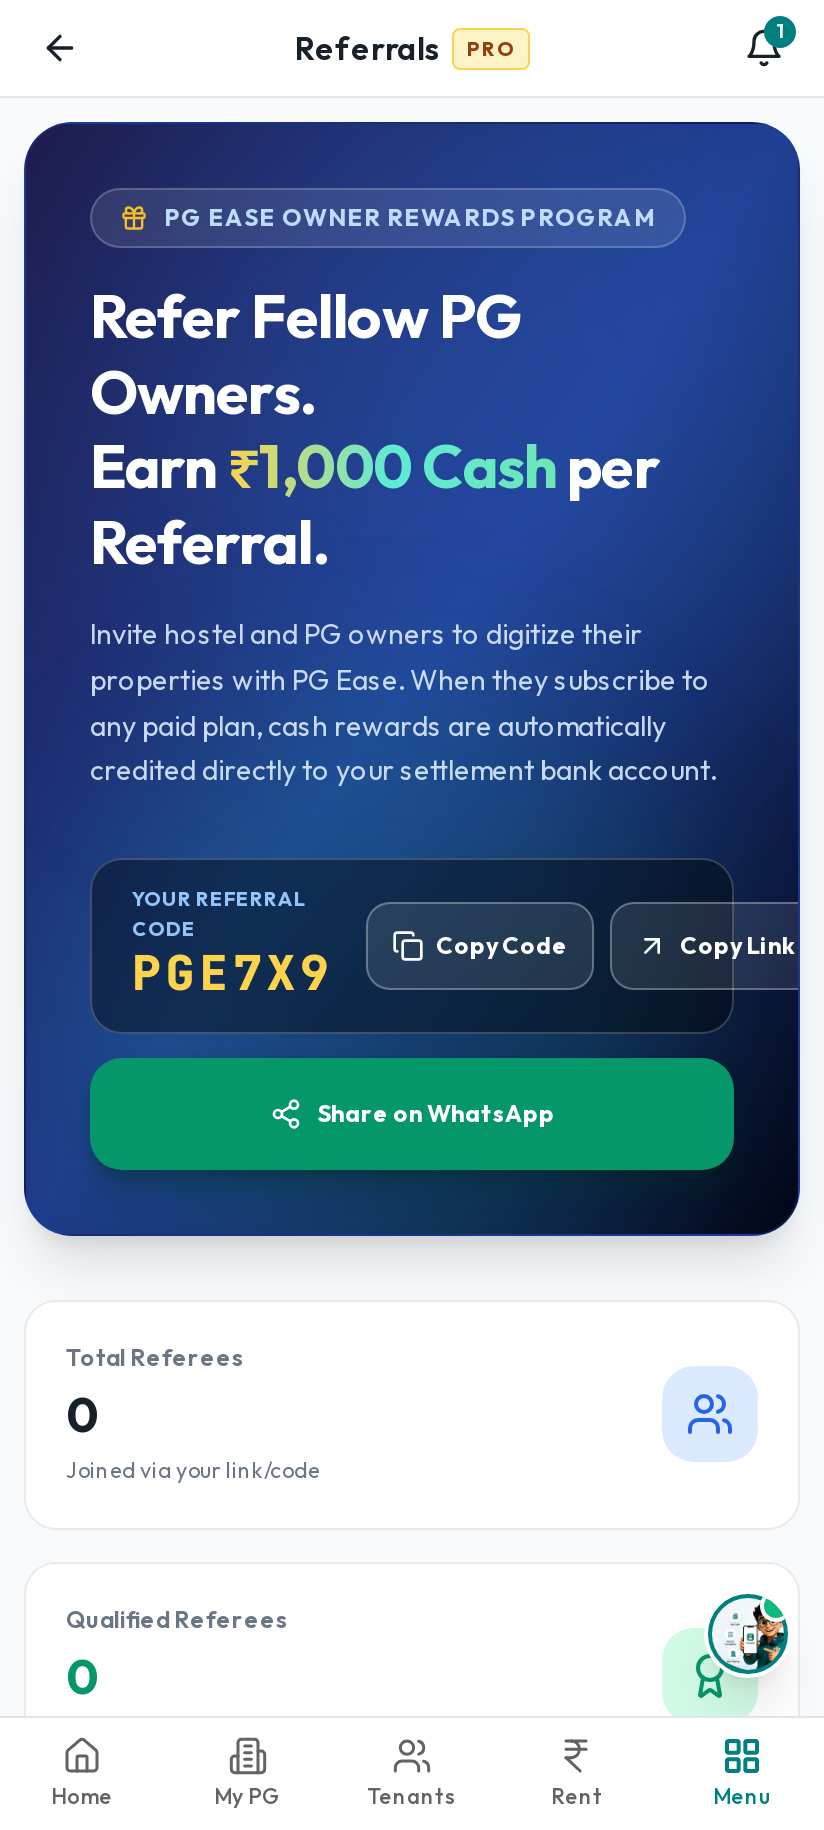 Referrals PRO
1
PG EASE OWNER REWARDS PROGRAM
Refer Fellow PG
Owners.
Earn ₹1,000 Cash per
Referral.
Invite hostel and PG owners to digitize their
properties with PG Ease. When they subscribe to
any paid plan, cash rewards are automatically
credited directly to your settlement bank account.
YOUR REFERRAL
CODE
PGE7X9
Copy Code
Copy Link
Share on WhatsApp
Total Referees
0
Joined via your link/code
Qualified Referees
0
Home
My PG
Tenants
Rent
Menu